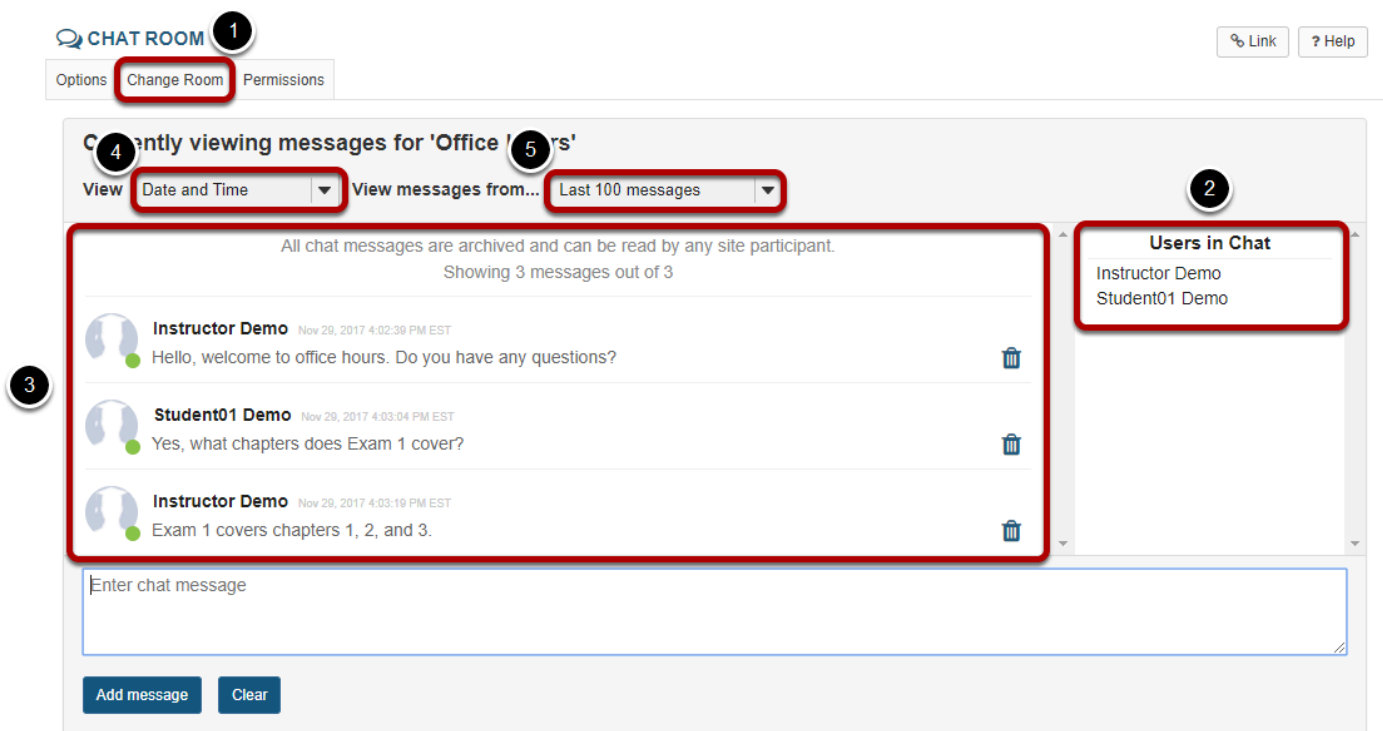 CHAT ROOM 1
Link ? Help
Options Change Room Permissions
4 5
ently viewing messages for 'Office rs'
View Date and Time View messages from... Last 100 messages
2
All chat messages are archived and can be read by any site participant.
Showing 3 messages out of 3
Users in Chat
Instructor Demo
Student01 Demo
Instructor Demo Nov 29, 2017 4:02:39 PM EST
Hello, welcome to office hours. Do you have any questions?
3
Student01 Demo Nov 29, 2017 4:03:04 PM EST
Yes, what chapters does Exam 1 cover?
Instructor Demo Nov 29, 2017 4:03:19 PM EST
Exam 1 covers chapters 1, 2, and 3.
Enter chat message
Add message Clear